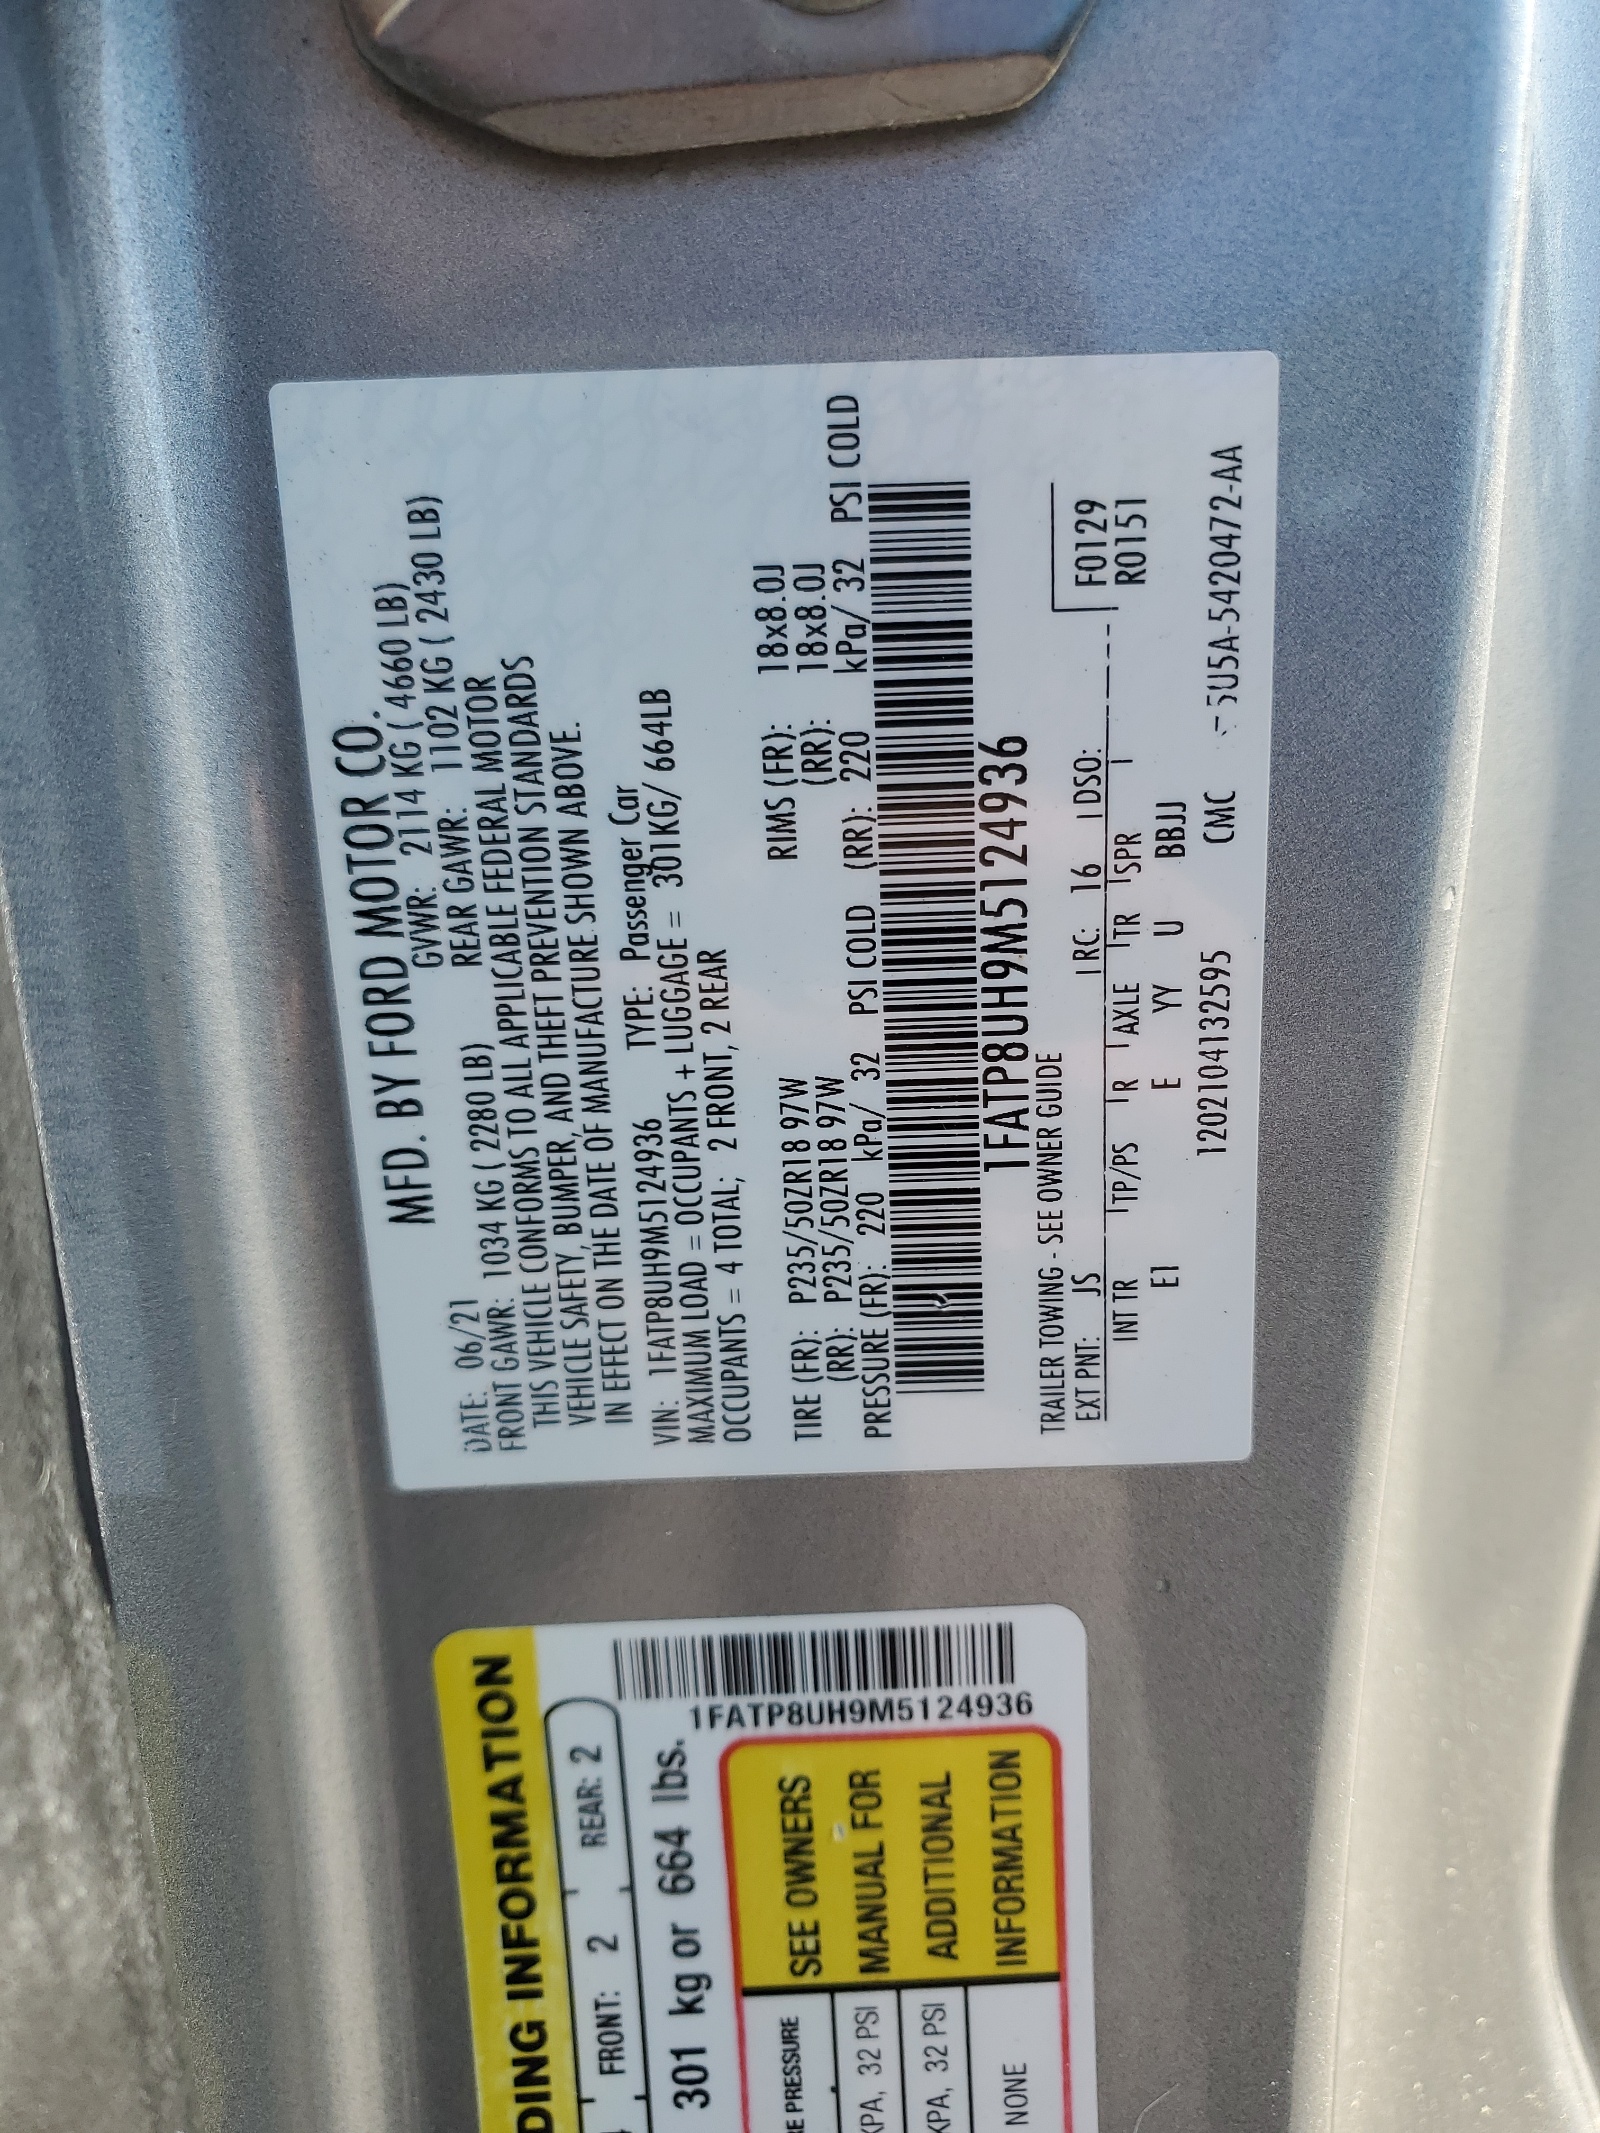 MFD. BY FORD MOTOR CO.
DATE: 06/21 GVWR: 2114 KG ( 4660 LB)
FRONT GAWR: 1034 KG ( 2280 LB) REAR GAWR: 1102 KG ( 2430 LB)
THIS VEHICLE CONFORMS TO ALL APPLICABLE FEDERAL MOTOR
VEHICLE SAFETY, BUMPER, AND THEFT PREVENTION STANDARDS
IN EFFECT ON THE DATE OF MANUFACTURE SHOWN ABOVE.
VIN: 1FATP8UH9M5124936 TYPE: Passenger Car
MAXIMUM LOAD = OCCUPANTS + LUGGAGE = 301KG/ 664LB
OCCUPANTS = 4 TOTAL; 2 FRONT, 2 REAR
TIRE (FR): P235/50ZR18 97W RIMS (FR): 18x8.0J
(RR): P235/50ZR18 97W (RR): 18x8.0J
PRESSURE (FR): 220 kPa/ 32 PSI COLD (RR): 220 kPa/ 32 PSI COLD
1FATP8UH9M5124936
TRAILER TOWING - SEE OWNER GUIDE
EXT PNT: JS RC: 16 DSO: F0129
INT TR TP/PS R AXLE TR SPR R0151
E1 E YY U BBJJ
120210413 2595 CMC 5U5A-5420472-AA
DING INFORMATION
FRONT: 2 REAR: 2
301 kg or 664 lbs.
1FATP8UH9M5124936
PRESSURE
KPA, 32 PSI
KPA, 32 PSI
NONE
SEE OWNERS
MANUAL FOR
ADDITIONAL
INFORMATION